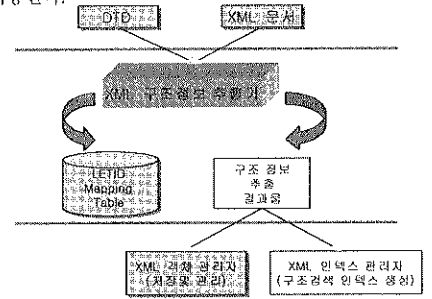 DTD
XML 문서
XML 구조정보 추출기
LETID
Mapping
Table
구조 정보
추출
결과물
XML 객체 관리자
(저장및 관리)
XML 인덱스 관리자
(구조검색 인덱스 생성)